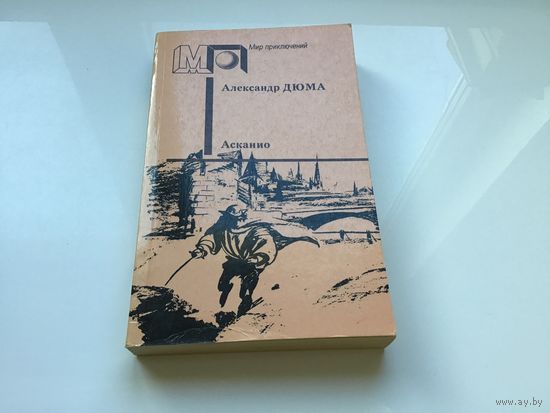 МП
Мир приключений
Александр ДЮМА
Асканио
www.ay.by